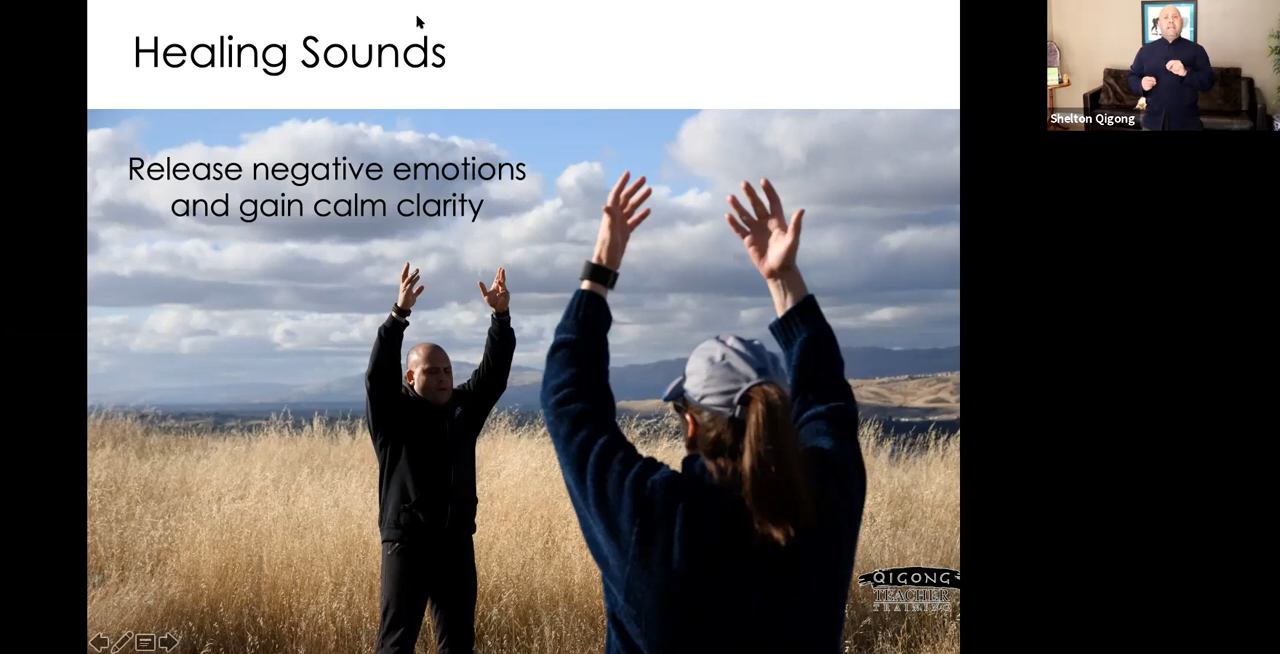 Healing Sounds
Release negative emotions
and gain calm clarity
Shelton Qigong
QIGONG
TEACHER
TRAINING